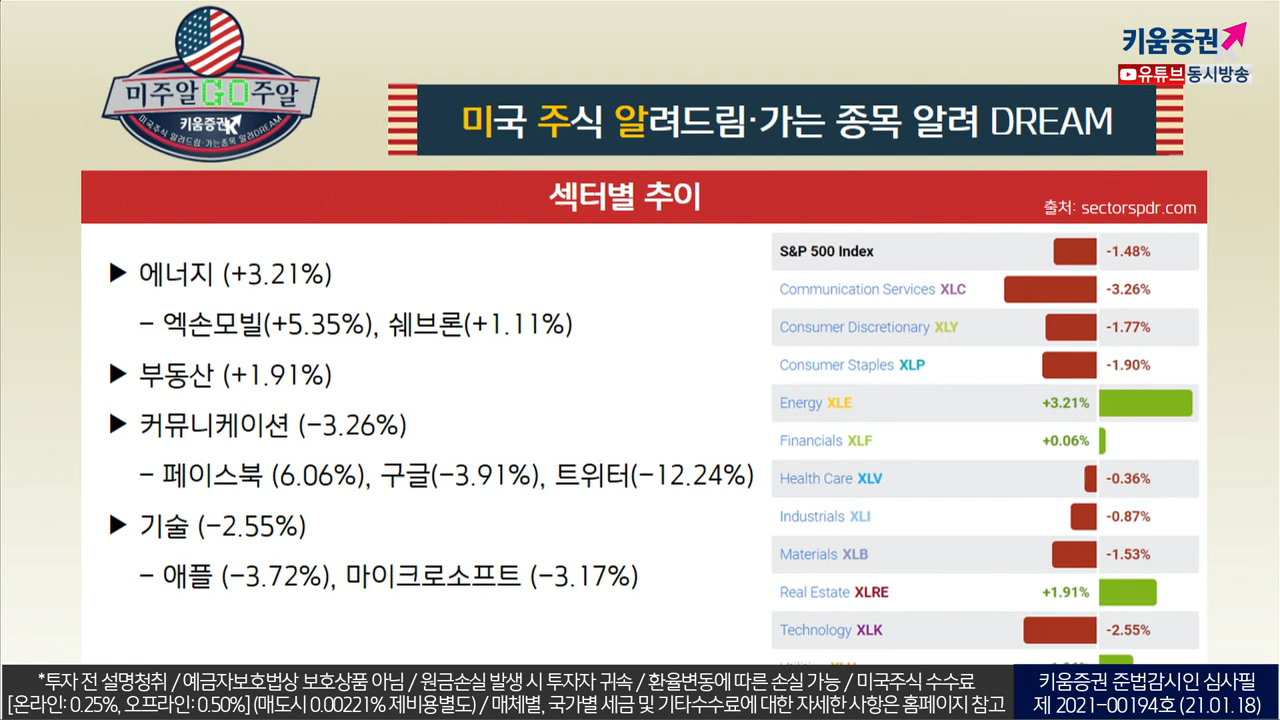 미주알GO주알
키움증권
미국주식 알려드림·가는종목 알려DREAM
키움증권
유튜브동시방송
미국 주식 알려드림·가는 종목 알려 DREAM
섹터별 추이
출처: sectorspdr.com
▶ 에너지 (+3.21%)
– 엑손모빌(+5.35%), 쉐브론(+1.11%)
▶ 부동산 (+1.91%)
▶ 커뮤니케이션 (−3.26%)
– 페이스북 (6.06%), 구글(−3.91%), 트위터(−12.24%)
▶ 기술 (−2.55%)
– 애플 (−3.72%), 마이크로소프트 (−3.17%)
S&P 500 Index -1.48%
Communication Services XLC -3.26%
Consumer Discretionary XLY -1.77%
Consumer Staples XLP -1.90%
Energy XLE +3.21%
Financials XLF +0.06%
Health Care XLV -0.36%
Industrials XLI -0.87%
Materials XLB -1.53%
Real Estate XLRE +1.91%
Technology XLK -2.55%
*투자 전 설명청취 / 예금자보호법상 보호상품 아님 / 원금손실 발생 시 투자자 귀속 / 환율변동에 따른 손실 가능 / 미국주식 수수료
[온라인: 0.25%, 오프라인: 0.50%] (매도시 0.00221% 제비용별도) / 매체별, 국가별 세금 및 기타수수료에 대한 자세한 사항은 홈페이지 참고
키움증권 준법감시인 심사필
제 2021-00194호 (21.01.18)